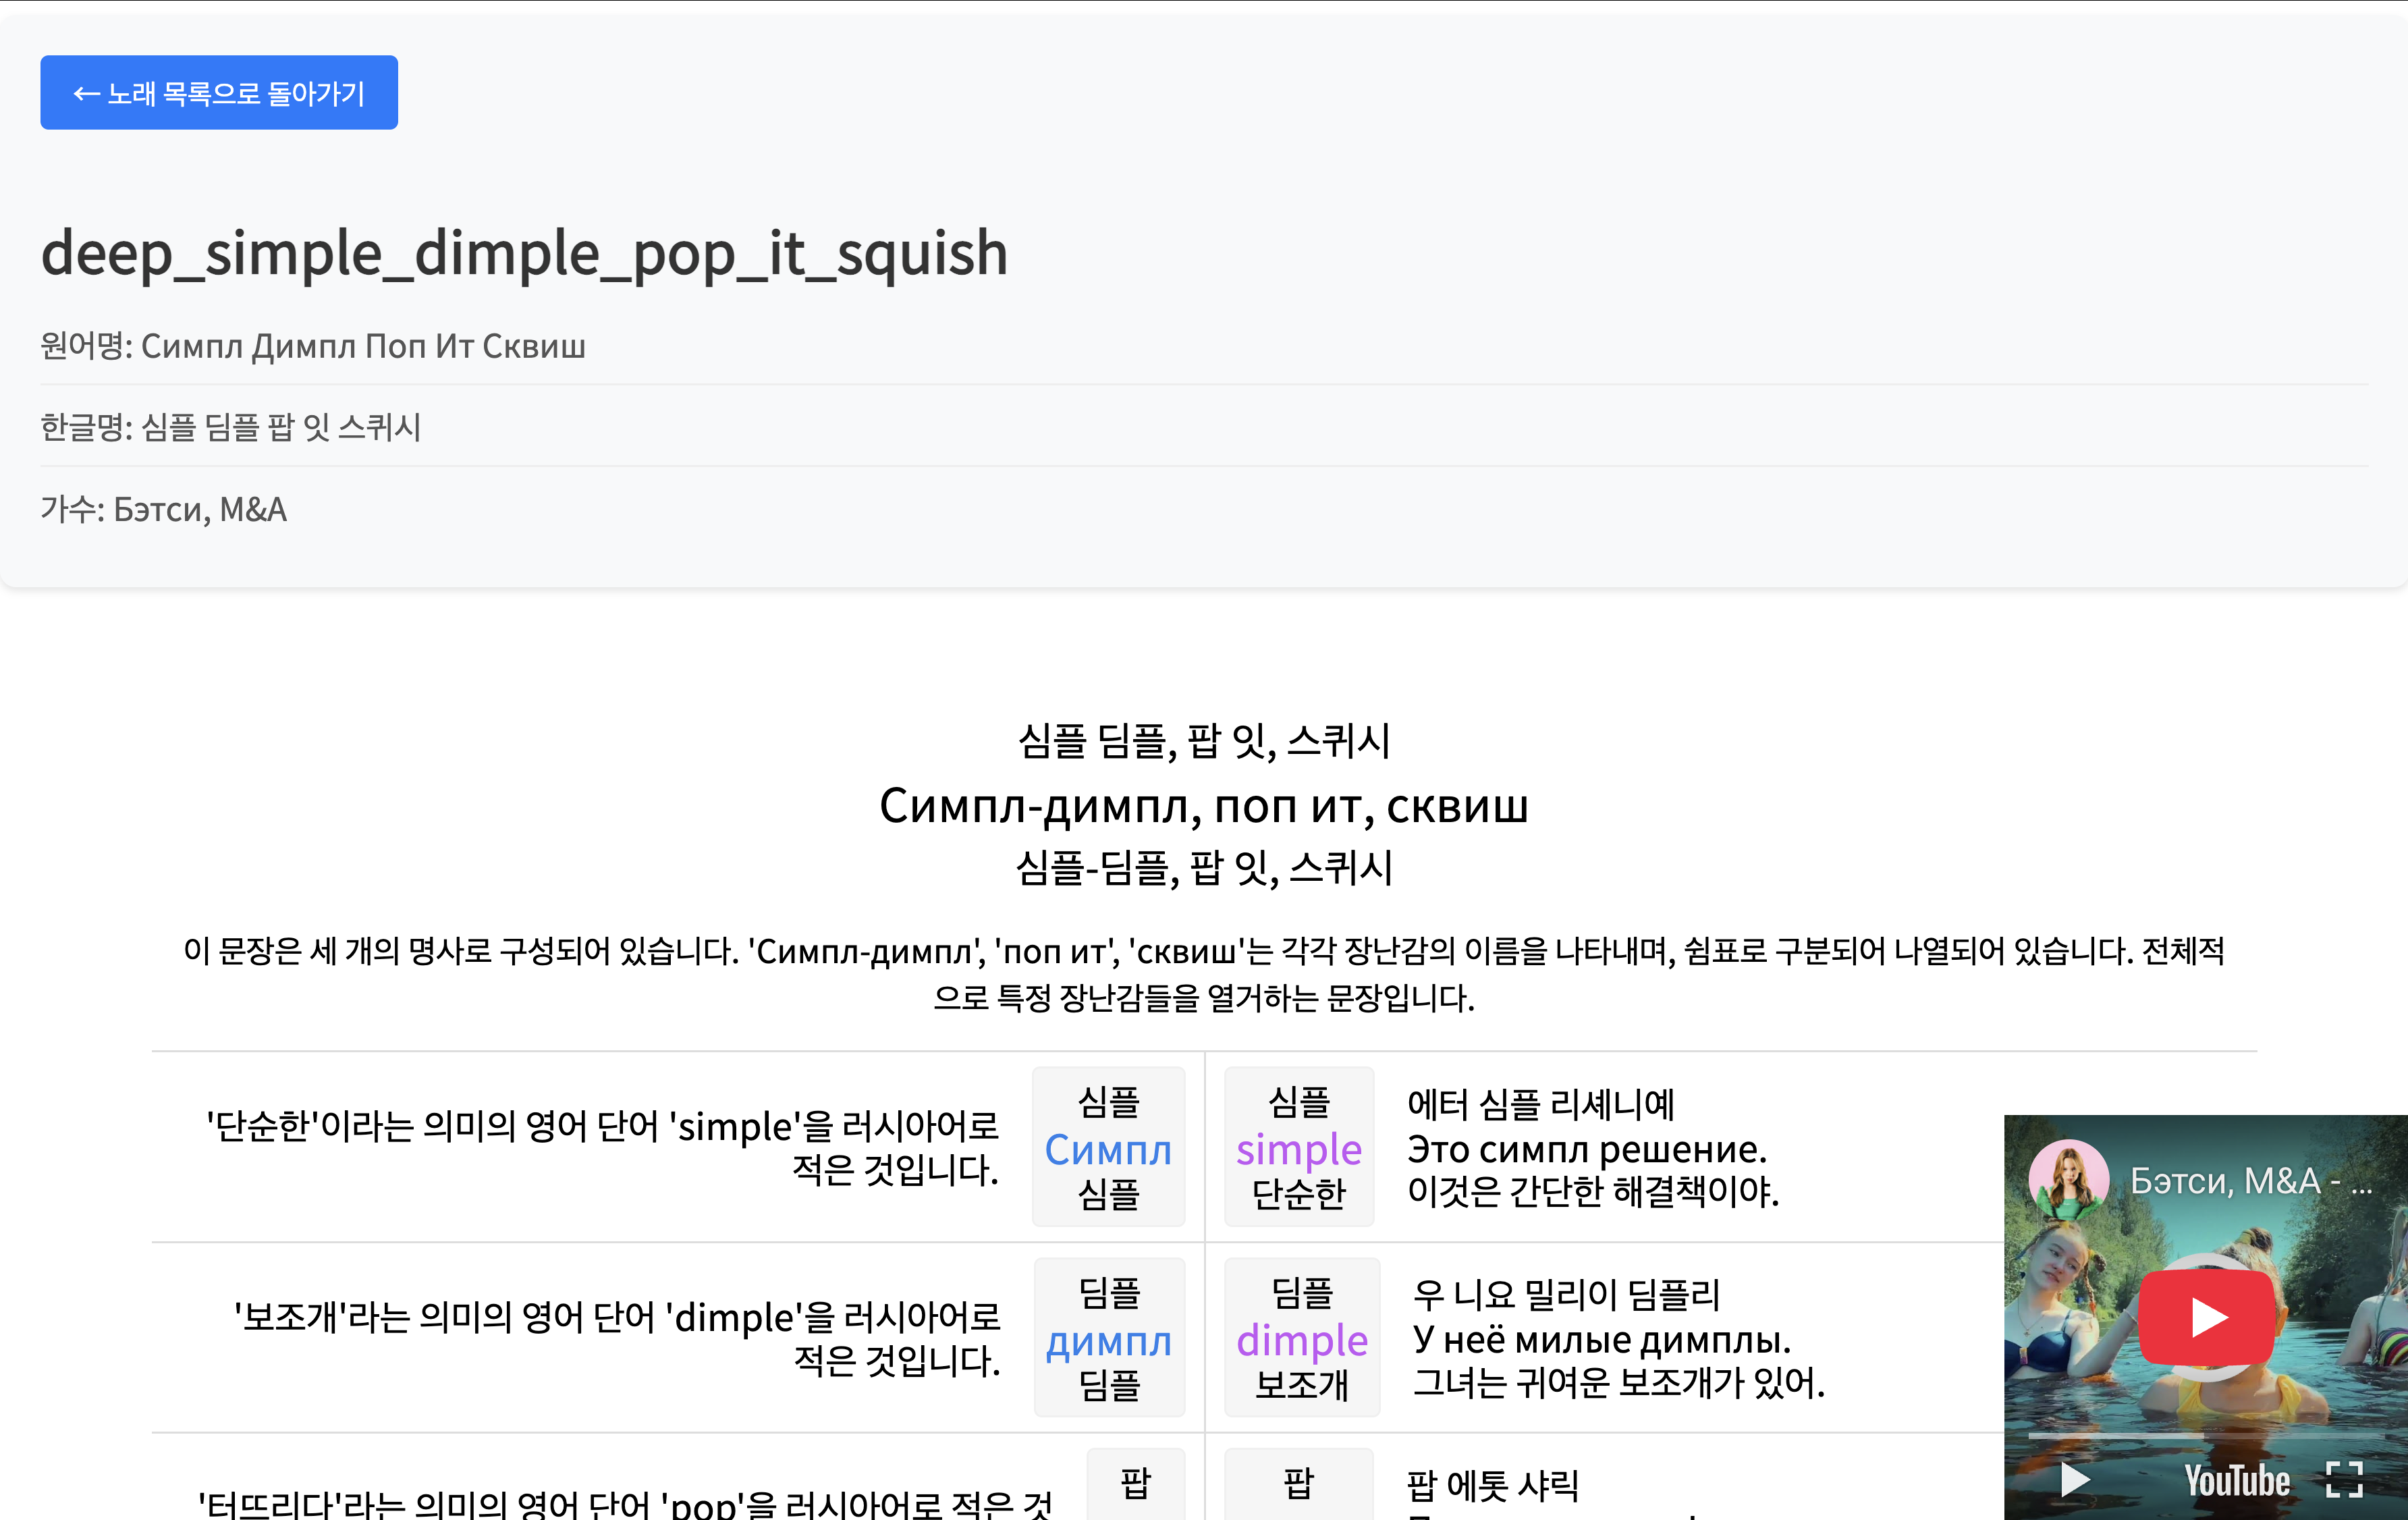 ← 노래 목록으로 돌아가기
deep_simple_dimple_pop_it_squish
원어명: Симпл Димпл Поп Ит Сквиш
한글명: 심플 딤플 팝 잇 스퀴시
가수: Бэтси, M&A
심플 딤플, 팝 잇, 스퀴시
Симпл-димпл, поп ит, сквиш
심플-딤플, 팝 잇, 스퀴시
이 문장은 세 개의 명사로 구성되어 있습니다. 'Симпл-димпл', 'поп ит', 'сквиш'는 각각 장난감의 이름을 나타내며, 쉼표로 구분되어 나열되어 있습니다. 전체적
으로 특정 장난감들을 열거하는 문장입니다.
'단순한'이라는 의미의 영어 단어 'simple'을 러시아어로
적은 것입니다.
심플
Симпл
심플
심플
simple
단순한
에터 심플 리셰니예
Это симпл решение.
이것은 간단한 해결책이야.
'보조개'라는 의미의 영어 단어 'dimple'을 러시아어로
적은 것입니다.
딤플
димпл
딤플
딤플
dimple
보조개
우 니요 밀리이 딤플리
У неё милые димплы.
그녀는 귀여운 보조개가 있어.
'터뜨리다'라는 의미의 영어 단어 'pop'을 러시아어로 적은 것
팝
팝
팝 에톳 샤릭
Бэтси, M&A - ...
YouTube